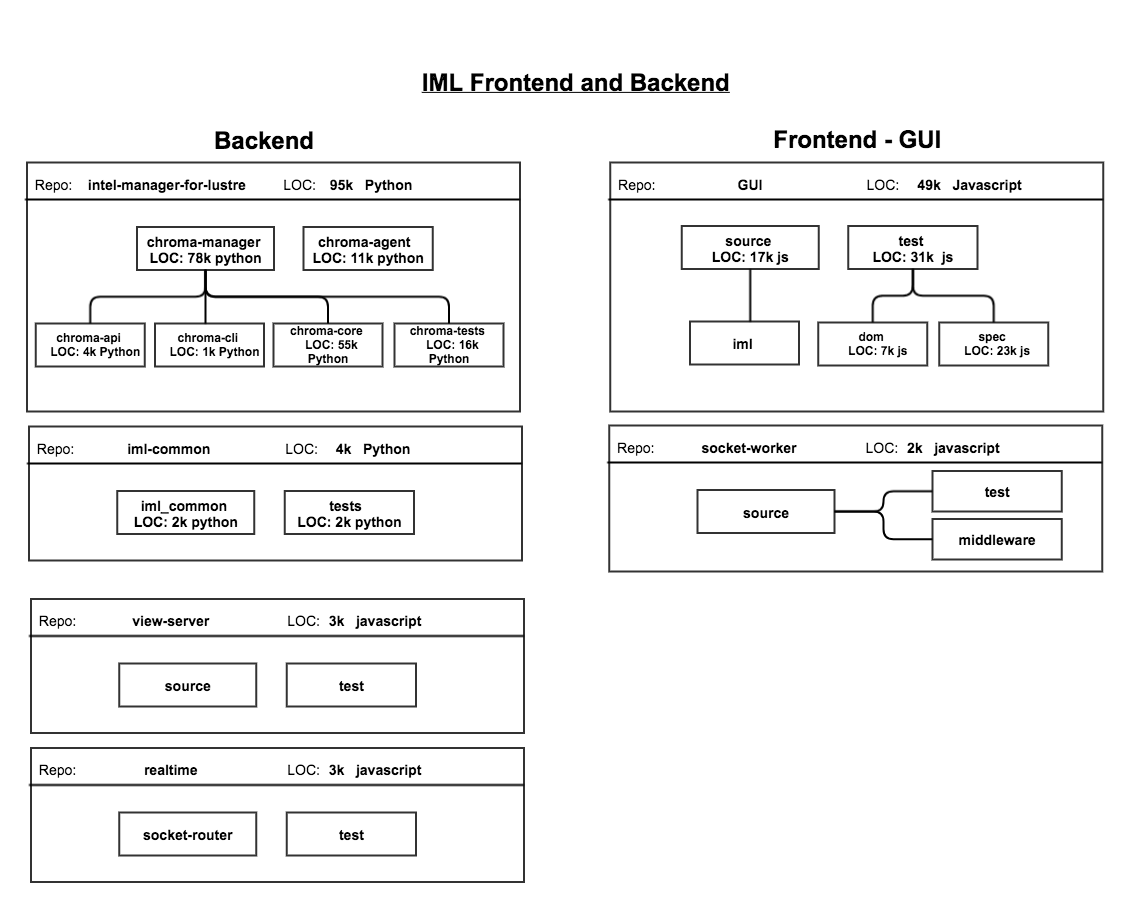 IML Frontend and Backend
Backend
Repo: intel-manager-for-lustre LOC: 95k Python
chroma-manager
LOC: 78k python
chroma-agent
LOC: 11k python
chroma-api
LOC: 4k Python
chroma-cli
LOC: 1k Python
chroma-core
LOC: 55k
Python
chroma-tests
LOC: 16k
Python
Repo: iml-common LOC: 4k Python
iml_common
LOC: 2k python
tests
LOC: 2k python
Repo: view-server LOC: 3k javascript
source
test
Repo: realtime LOC: 3k javascript
socket-router
test
Frontend - GUI
Repo: GUI LOC: 49k Javascript
source
LOC: 17k js
test
LOC: 31k js
iml
dom
LOC: 7k js
spec
LOC: 23k js
Repo: socket-worker LOC: 2k javascript
source
test
middleware